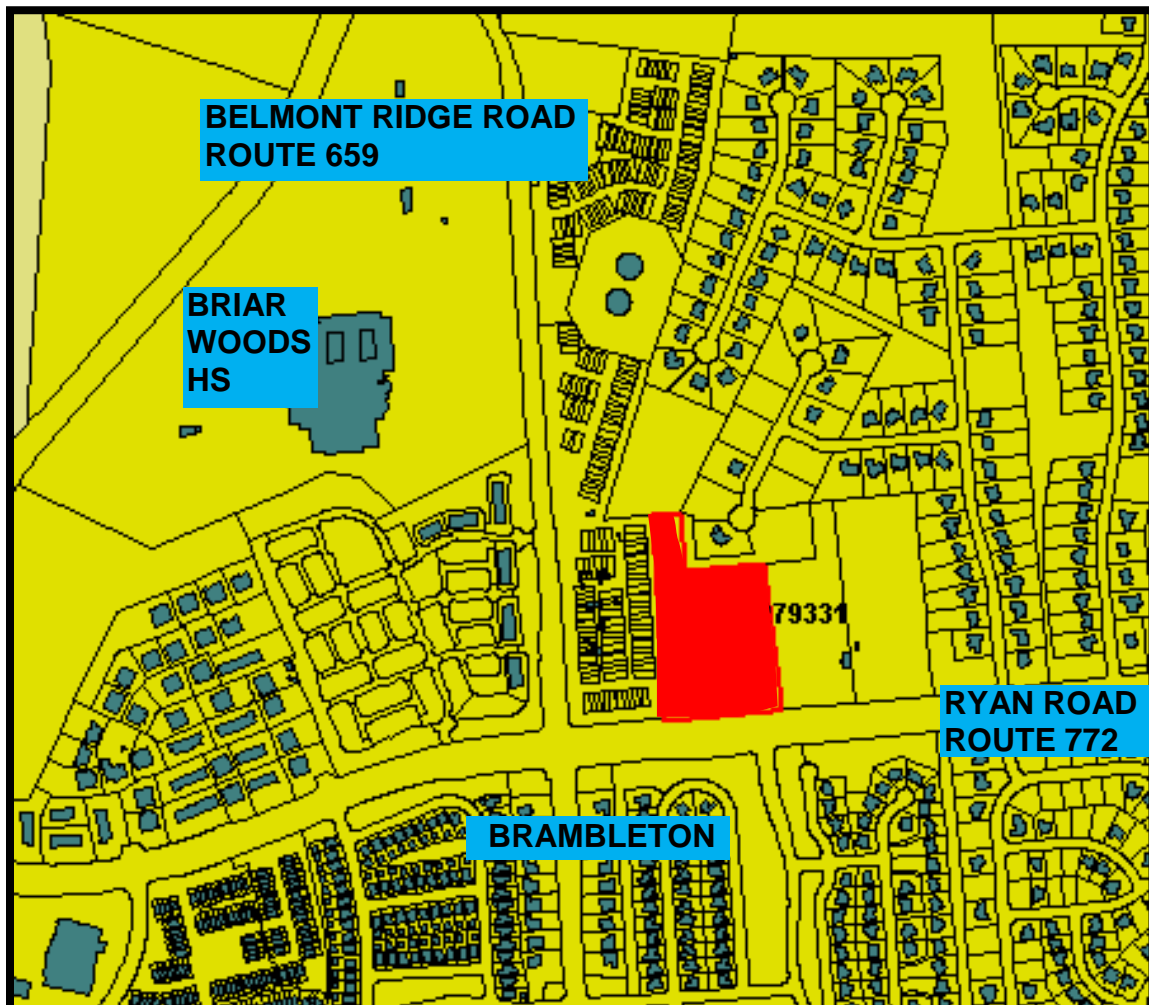 BELMONT RIDGE ROAD
ROUTE 659
BRIAR
WOODS
HS
79331
RYAN ROAD
ROUTE 772
BRAMBLETON